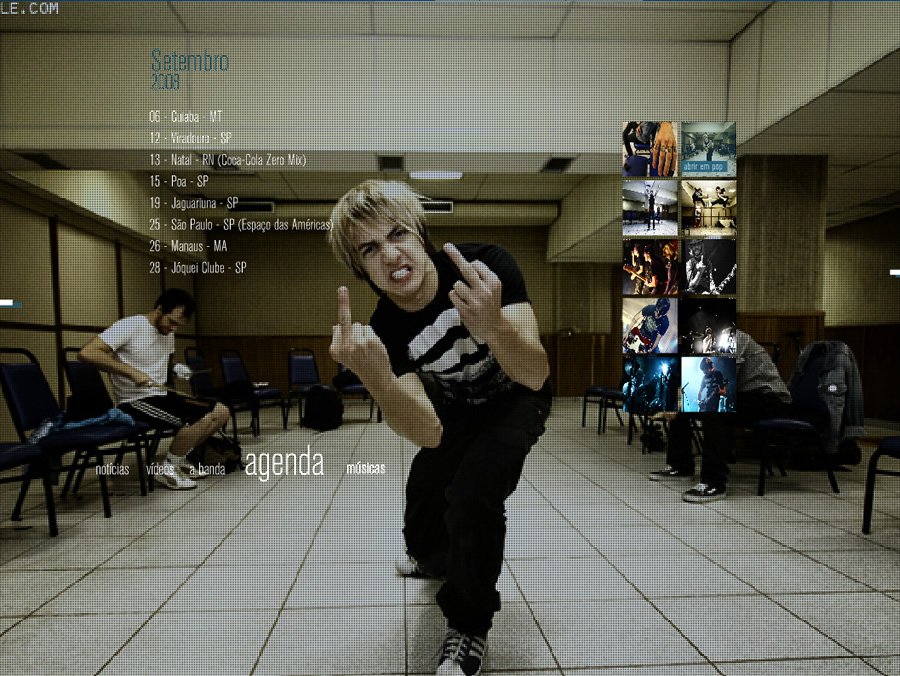 LE.COM
Setembro
2008
06 - Cuiaba - MT
12 - Viradouro - SP
13 - Natal - RN (Coca-Cola Zero Mix)
15 - Poa - SP
19 - Jaguariuna - SP
25 - São Paulo - SP (Espaço das Américas)
26 - Manaus - MA
28 - Jóquei Clube - SP
abrir em pop
notícias vídeos a banda agenda músicas